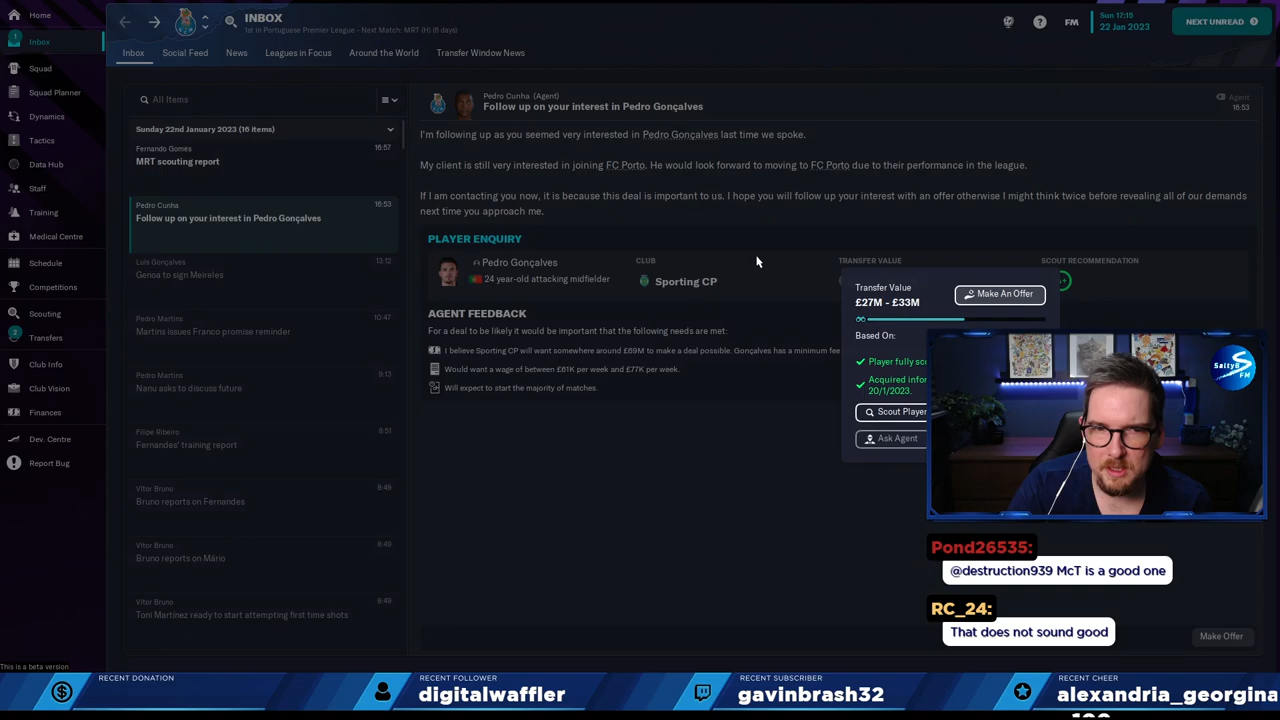 Home
1
Inbox
Squad
Squad Planner
Dynamics
Tactics
Data Hub
Staff
Training
Medical Centre
Schedule
Competitions
Scouting
2
Transfers
Club Info
Club Vision
Finances
Dev. Centre
Report Bug
This is a beta version
INBOX
1st in Portuguese Premier League - Next Match: MRT (H) (6 days)
FM
Sun 17:15
22 Jan 2023
NEXT UNREAD
Inbox
Social Feed
News
Leagues in Focus
Around the World
Transfer Window News
All Items
Sunday 22nd January 2023 (16 items)
Fernando Gomes
16:57
MRT scouting report
Pedro Cunha
16:53
Follow up on your interest in Pedro Gonçalves
Luís Gonçalves
13:12
Genoa to sign Meireles
Pedro Martins
10:47
Martins issues Franco promise reminder
Pedro Martins
9:13
Nanu asks to discuss future
Filipe Ribeiro
8:51
Fernandes' training report
Vítor Bruno
8:49
Bruno reports on Fernandes
Vítor Bruno
8:49
Bruno reports on Mário
Vítor Bruno
8:49
Toni Martínez ready to start attempting first time shots
Pedro Cunha (Agent)
Follow up on your interest in Pedro Gonçalves
Agent
16:53
I'm following up as you seemed very interested in Pedro Gonçalves last time we spoke.
My client is still very interested in joining FC Porto. He would look forward to moving to FC Porto due to their performance in the league.
If I am contacting you now, it is because this deal is important to us. I hope you will follow up your interest with an offer otherwise I might think twice before revealing all of our demands
next time you approach me.
PLAYER ENQUIRY
Pedro Gonçalves
24 year-old attacking midfielder
CLUB
Sporting CP
TRANSFER VALUE
SCOUT RECOMMENDATION
AGENT FEEDBACK
For a deal to be likely it would be important that the following needs are met:
I believe Sporting CP will want somewhere around £69M to make a deal possible. Gonçalves has a minimum fee
Would want a wage of between £61K per week and £77K per week.
Will expect to start the majority of matches.
Transfer Value
£27M - £33M
Make An Offer
Based On:
Player fully sco
Acquired infor
20/1/2023.
Scout Player
Ask Agent
SaltyB
FM
Pond26535:
@destruction939 McT is a good one
RC_24:
That does not sound good
Make Offer
RECENT DONATION
RECENT FOLLOWER
digitalwaffler
RECENT SUBSCRIBER
gavinbrash32
RECENT CHEER
alexandria_georgina
100